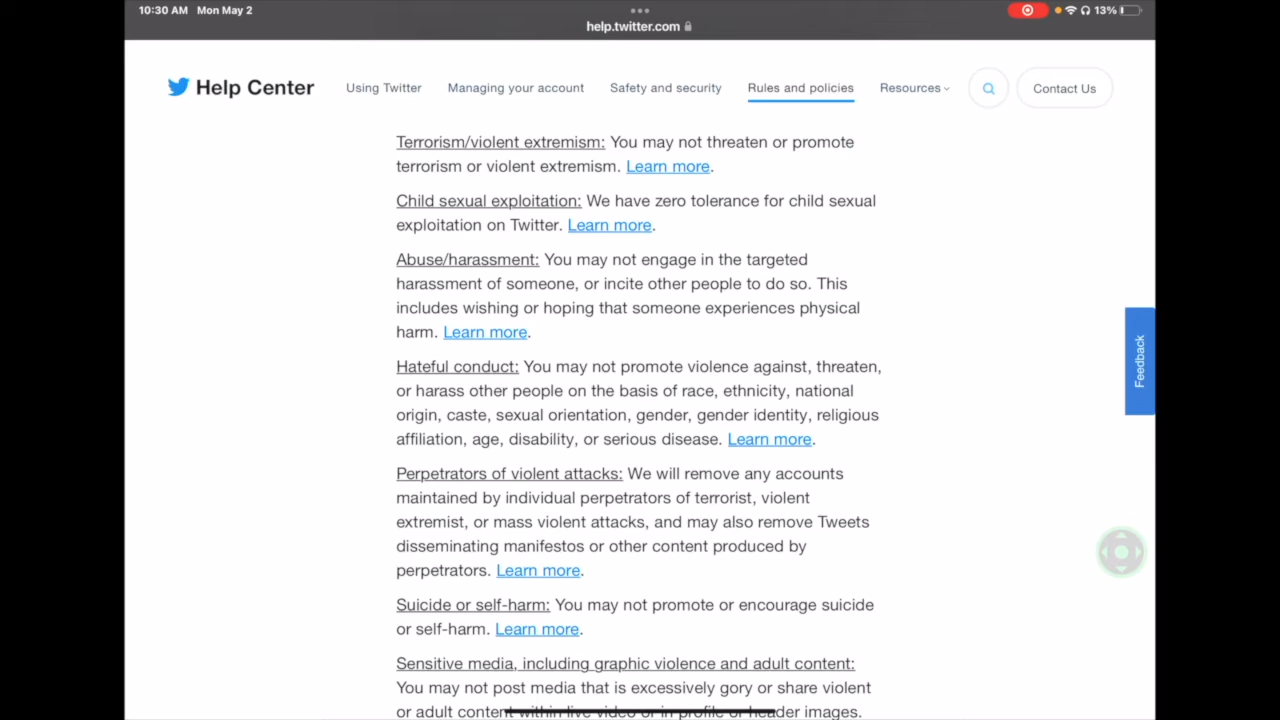 10:30 AM Mon May 2
13%
help.twitter.com
Help Center
Using Twitter
Managing your account
Safety and security
Rules and policies
Resources
Contact Us
Terrorism/violent extremism: You may not threaten or promote
terrorism or violent extremism. Learn more.
Child sexual exploitation: We have zero tolerance for child sexual
exploitation on Twitter. Learn more.
Abuse/harassment: You may not engage in the targeted
harassment of someone, or incite other people to do so. This
includes wishing or hoping that someone experiences physical
harm. Learn more.
Hateful conduct: You may not promote violence against, threaten,
or harass other people on the basis of race, ethnicity, national
origin, caste, sexual orientation, gender, gender identity, religious
affiliation, age, disability, or serious disease. Learn more.
Feedback
Perpetrators of violent attacks: We will remove any accounts
maintained by individual perpetrators of terrorist, violent
extremist, or mass violent attacks, and may also remove Tweets
disseminating manifestos or other content produced by
perpetrators. Learn more.
Suicide or self-harm: You may not promote or encourage suicide
or self-harm. Learn more.
Sensitive media, including graphic violence and adult content:
You may not post media that is excessively gory or share violent
or adult content within live video or in profile or header images.